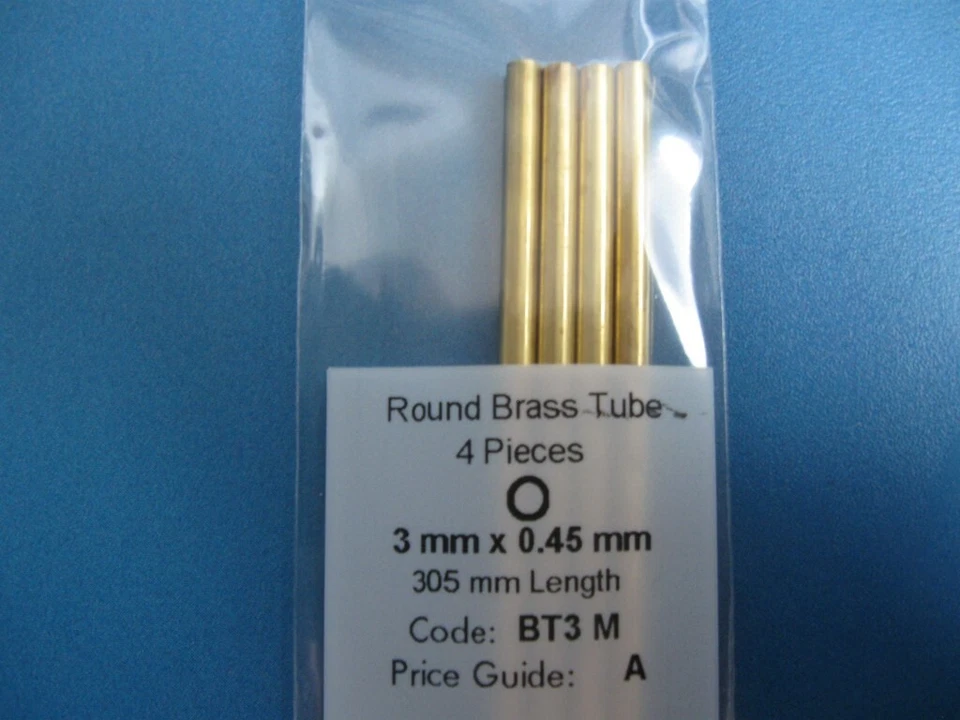 Round Brass Tube
4 Pieces
3 mm x 0.45 mm
305 mm Length
Code: BT3 M
Price Guide: A